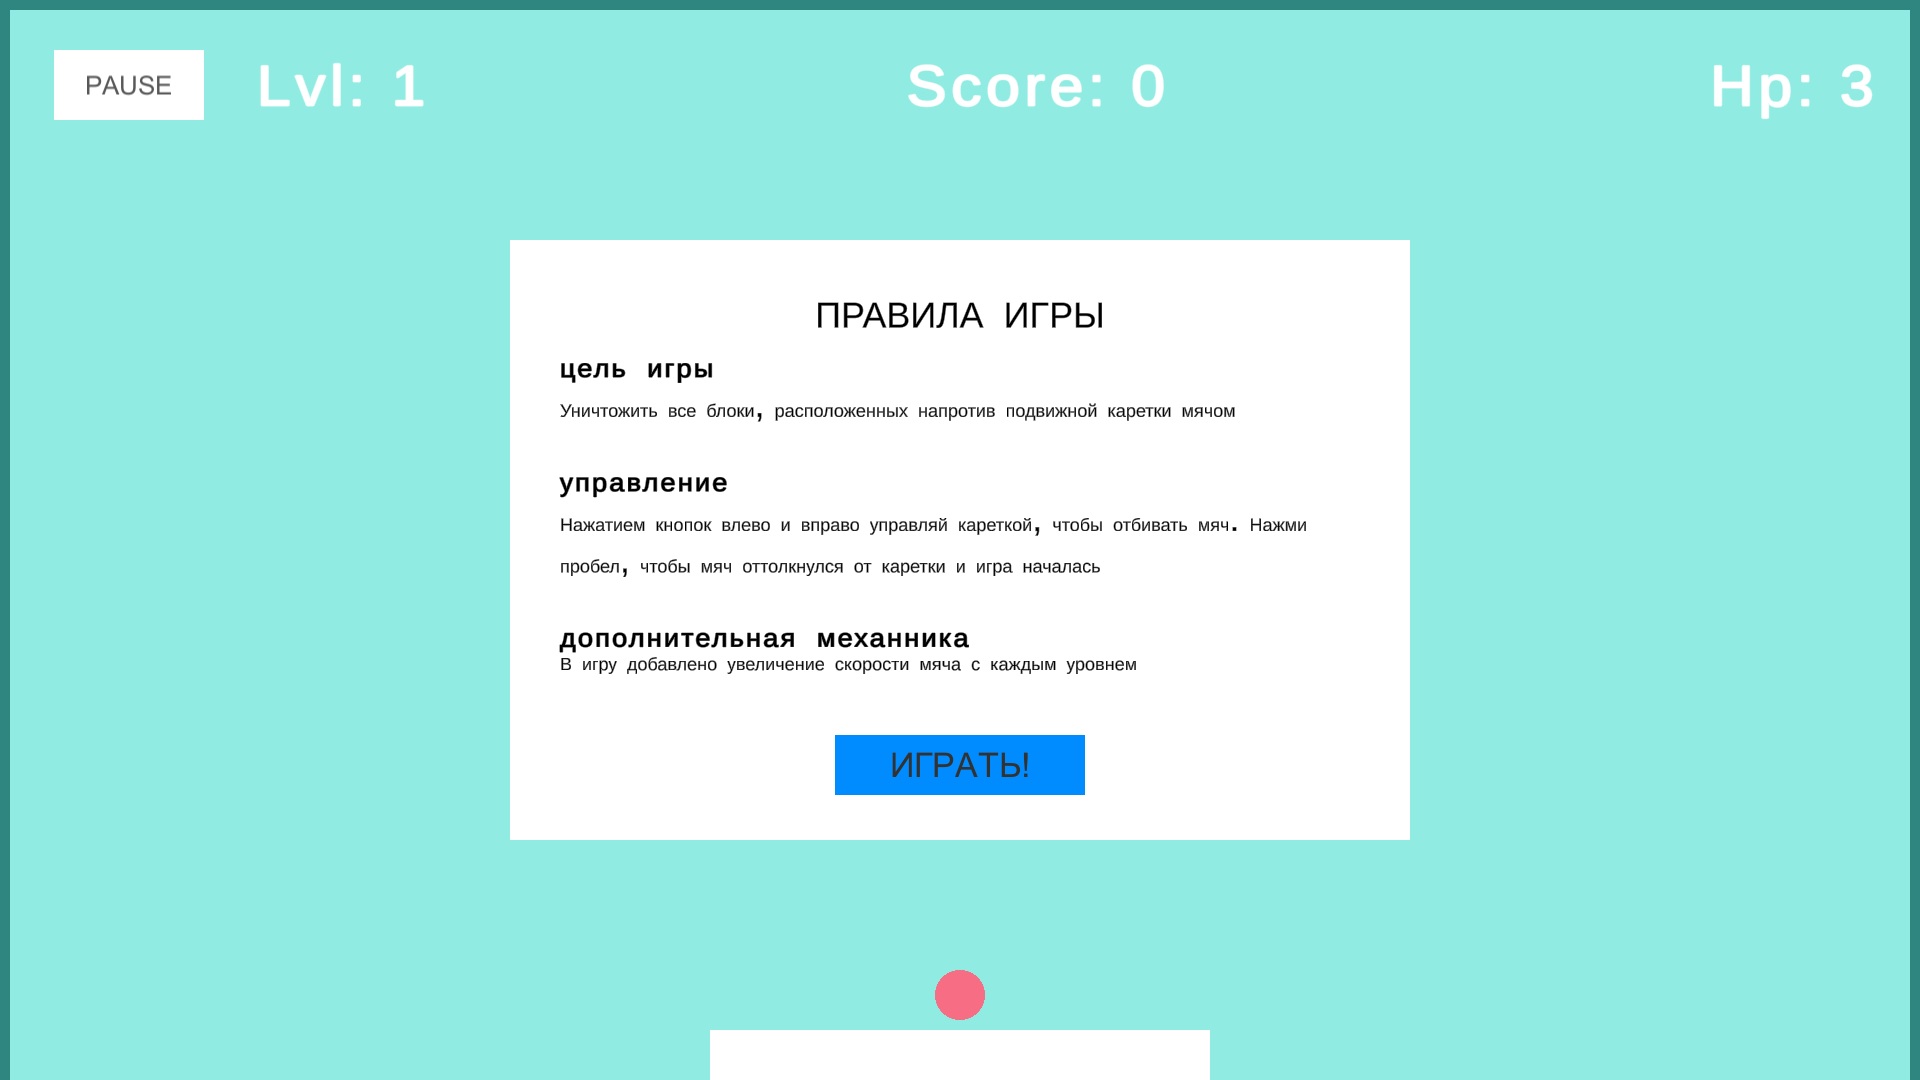 PAUSE Lvl: 1 Score: 0 Hp: 3
ПРАВИЛА ИГРЫ
цель игры
Уничтожить все блоки, расположенных напротив подвижной каретки мячом
управление
Нажатием кнопок влево и вправо управляй кареткой, чтобы отбивать мяч. Нажми
пробел, чтобы мяч оттолкнулся от каретки и игра началась
дополнительная механника
В игру добавлено увеличение скорости мяча с каждым уровнем
ИГРАТЬ!